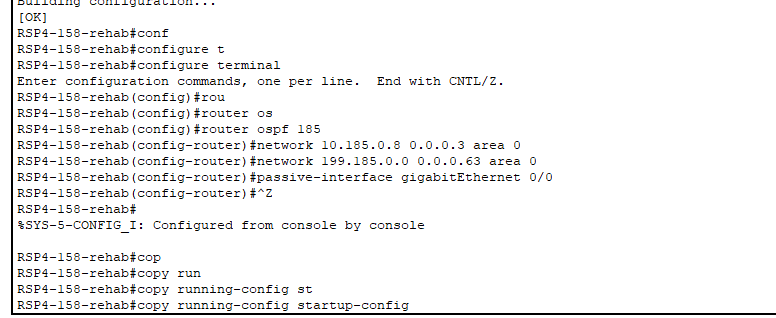 Building configuration...
[OK]
RSP4-158-rehab#conf
RSP4-158-rehab#configure t
RSP4-158-rehab#configure terminal
Enter configuration commands, one per line.  End with CNTL/Z.
RSP4-158-rehab(config)#rou
RSP4-158-rehab(config)#router os
RSP4-158-rehab(config)#router ospf 185
RSP4-158-rehab(config-router)#network 10.185.0.8 0.0.0.3 area 0
RSP4-158-rehab(config-router)#network 199.185.0.0 0.0.0.63 area 0
RSP4-158-rehab(config-router)#passive-interface gigabitEthernet 0/0
RSP4-158-rehab(config-router)#^Z
RSP4-158-rehab#
%SYS-5-CONFIG_I: Configured from console by console

RSP4-158-rehab#cop
RSP4-158-rehab#copy run
RSP4-158-rehab#copy running-config st
RSP4-158-rehab#copy running-config startup-config